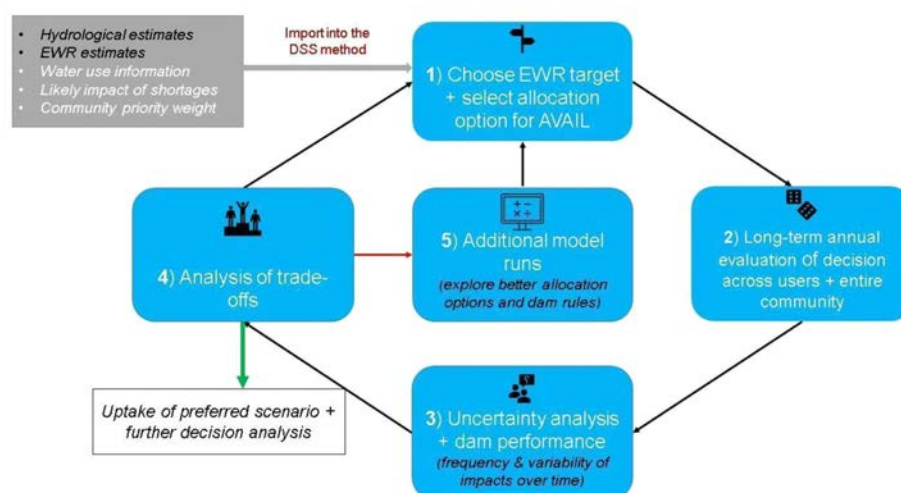 • Hydrological estimates
• EWR estimates
• Water use information
• Likely impact of shortages
• Community priority weight
Import into the
DSS method
1) Choose EWR target
+ select allocation
option for AVAIL
4) Analysis of trade-
offs
5) Additional model
runs
(explore better allocation
options and dam rules)
2) Long-term annual
evaluation of decision
across users + entire
community
Uptake of preferred scenario +
further decision analysis
3) Uncertainty analysis
+ dam performance
(frequency & variability of
impacts over time)